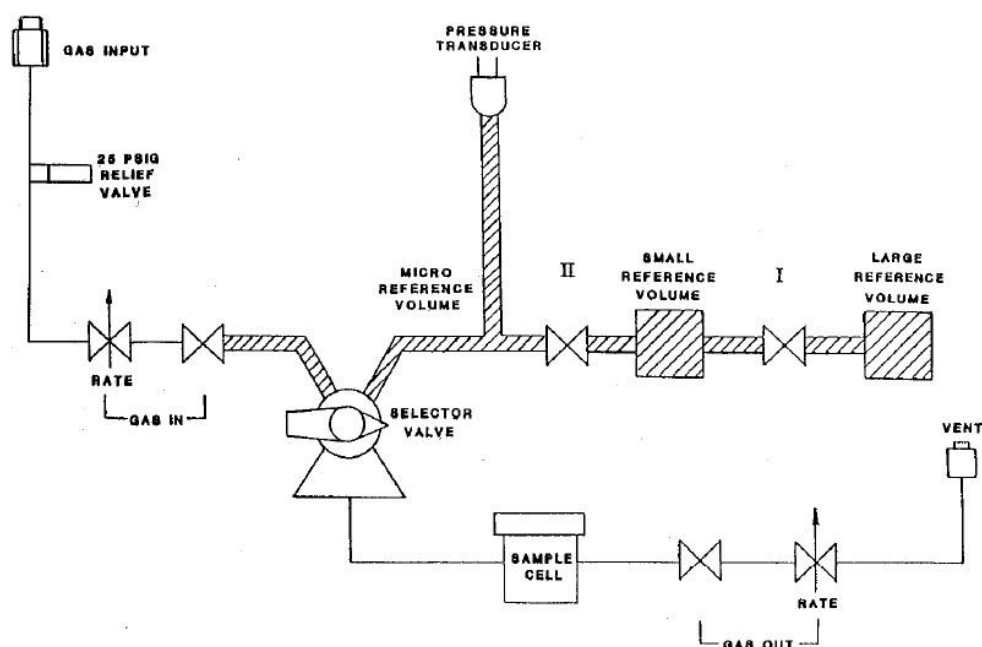 PRESSURE
TRANSDUCER
GAS INPUT
25 PSIG
RELIEF
VALVE
MICRO
REFERENCE
VOLUME
II
SMALL
REFERENCE
VOLUME
I
LARGE
REFERENCE
VOLUME
RATE
GAS IN
SELECTOR
VALVE
VENT
SAMPLE
CELL
RATE
GAS OUT